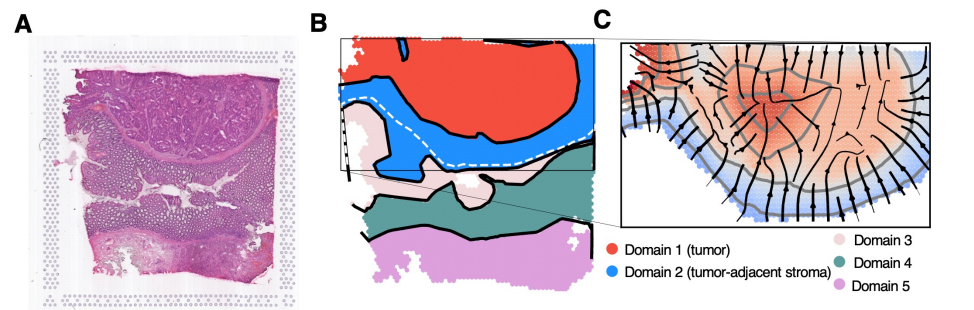 A
B
C
Domain 1 (tumor)
Domain 2 (tumor-adjacent stroma)
Domain 3
Domain 4
Domain 5